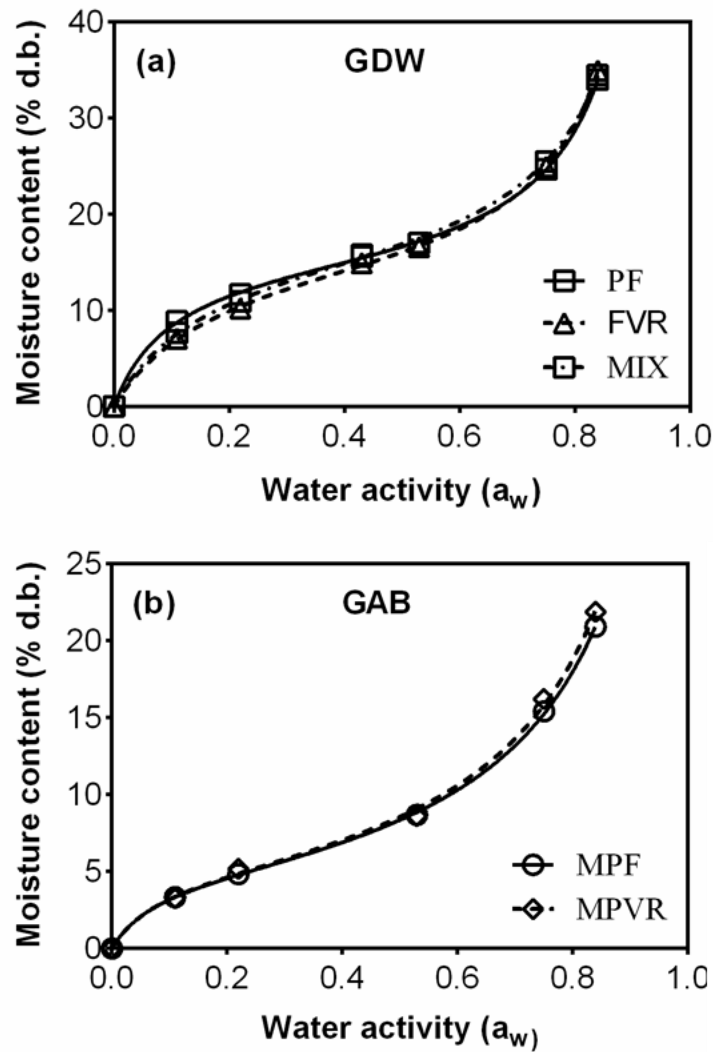 (a) GDW
Moisture content (% d.b.)
40
30
20
10
0
PF
FVR
MIX
0.0 0.2 0.4 0.6 0.8 1.0
Water activity (aw)
(b) GAB
Moisture content (% d.b.)
25
20
15
10
5
0
MPF
MPVR
0.0 0.2 0.4 0.6 0.8 1.0
Water activity (aw)